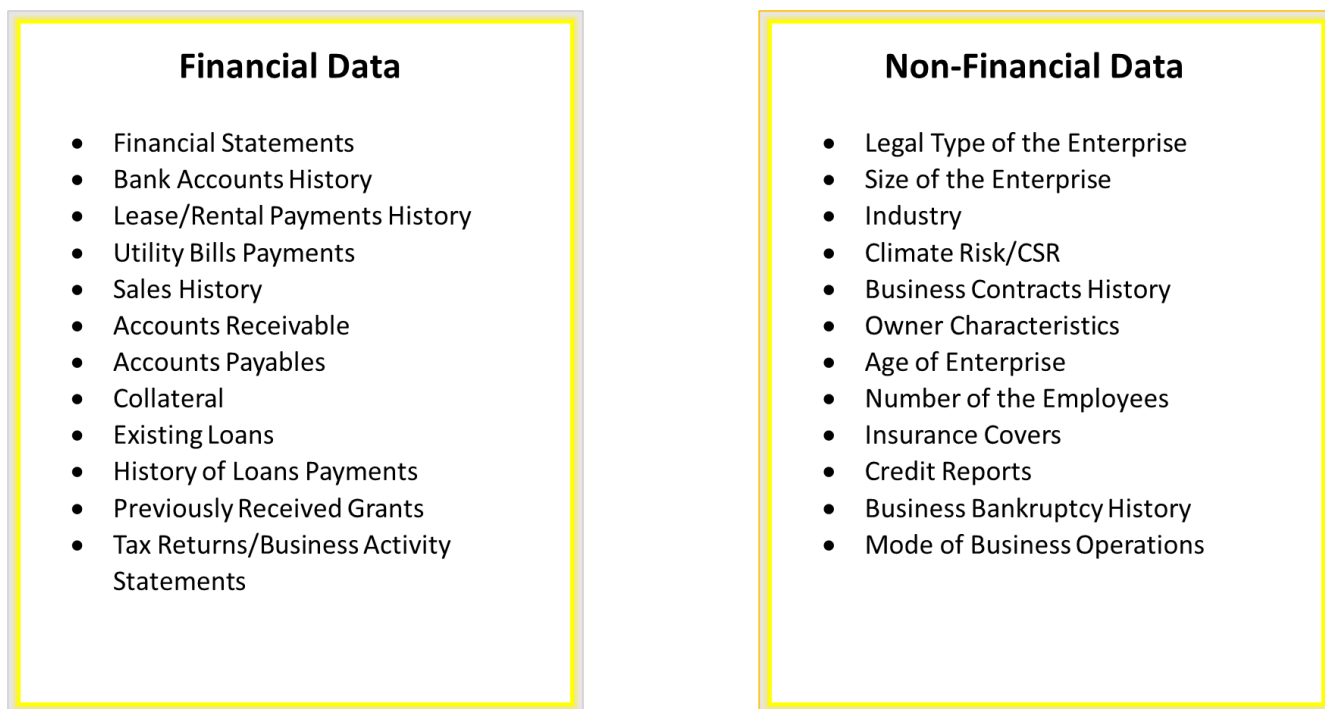 Financial Data
• Financial Statements
• Bank Accounts History
• Lease/Rental Payments History
• Utility Bills Payments
• Sales History
• Accounts Receivable
• Accounts Payables
• Collateral
• Existing Loans
• History of Loans Payments
• Previously Received Grants
• Tax Returns/Business Activity
Statements
Non-Financial Data
• Legal Type of the Enterprise
• Size of the Enterprise
• Industry
• Climate Risk/CSR
• Business Contracts History
• Owner Characteristics
• Age of Enterprise
• Number of the Employees
• Insurance Covers
• Credit Reports
• Business Bankruptcy History
• Mode of Business Operations